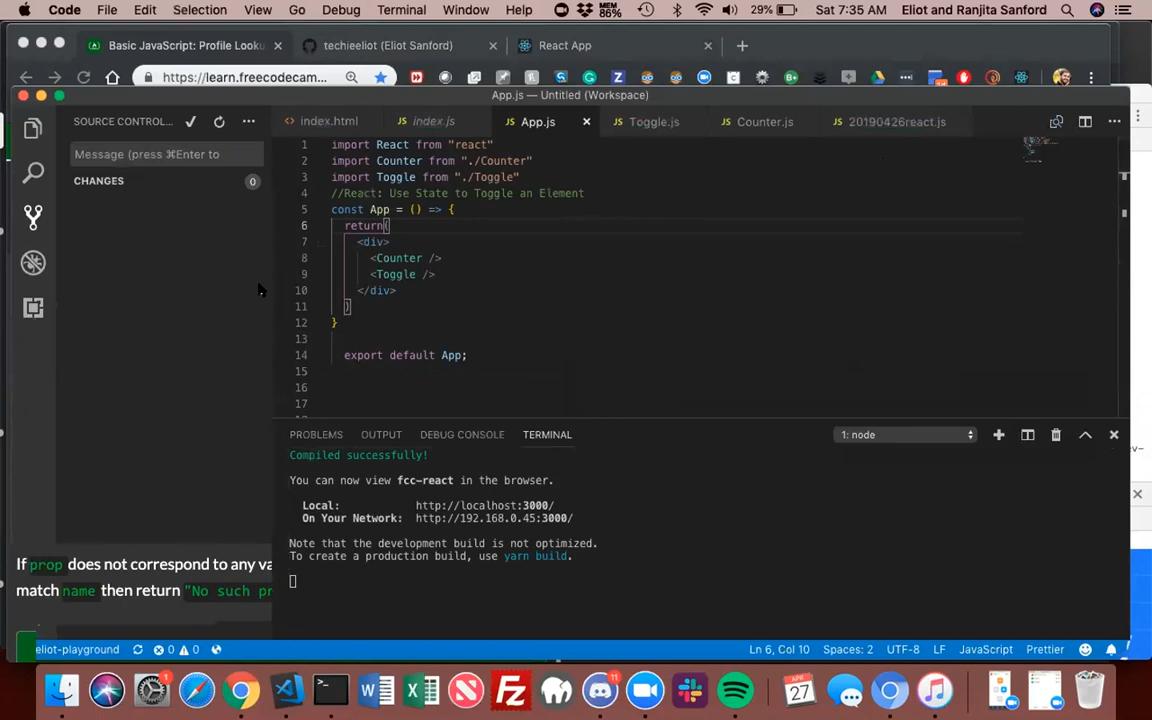 Code File Edit Selection View Go Debug Terminal Window Help MEM 86% 29% Sat 7:35 AM Eliot and Ranjita Sanford
Basic JavaScript: Profile Looku techieeliot (Eliot Sanford) React App
https://learn.freecodecam...
App.js — Untitled (Workspace)
SOURCE CONTROL... index.html index.js App.js Toggle.js Counter.js 20190426react.js
Message (press ⌘Enter to
CHANGES 0
1 import React from "react"
2 import Counter from "./Counter"
3 import Toggle from "./Toggle"
4 //React: Use State to Toggle an Element
5 const App = () => {
6 return(
7 <div>
8 <Counter />
9 <Toggle />
10 </div>
11 )
12 }
13
14 export default App;
15
16
17
PROBLEMS OUTPUT DEBUG CONSOLE TERMINAL 1: node
Compiled successfully!
You can now view fcc-react in the browser.
Local: http://localhost:3000/
On Your Network: http://192.168.0.45:3000/
Note that the development build is not optimized.
To create a production build, use yarn build.
If prop does not correspond to any va
match name then return "No such pr
eliot-playground 0 0 Ln 6, Col 10 Spaces: 2 UTF-8 LF JavaScript Prettier
1 11 APR 27